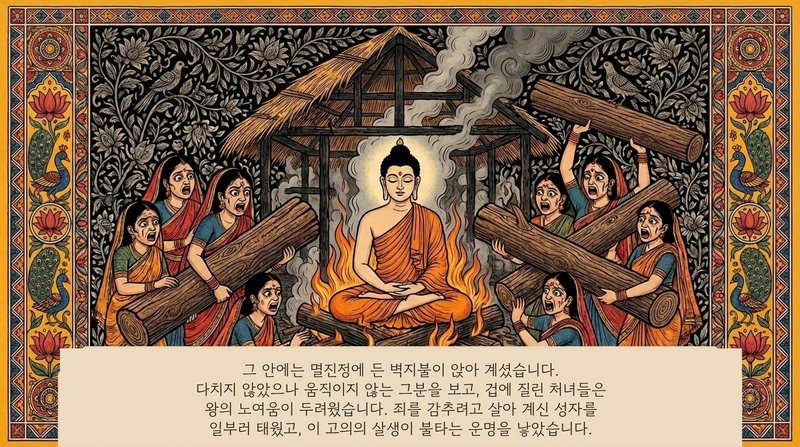 그 안에는 멸진정에 든 벽지불이 앉아 계셨습니다.
다치지 않았으나 움직이지 않는 그분을 보고, 겁에 질린 처녀들은
왕의 노여움이 두려웠습니다. 죄를 감추려고 살아 계신 성자를
일부러 태웠고, 이 고의의 살생이 불타는 운명을 낳았습니다.